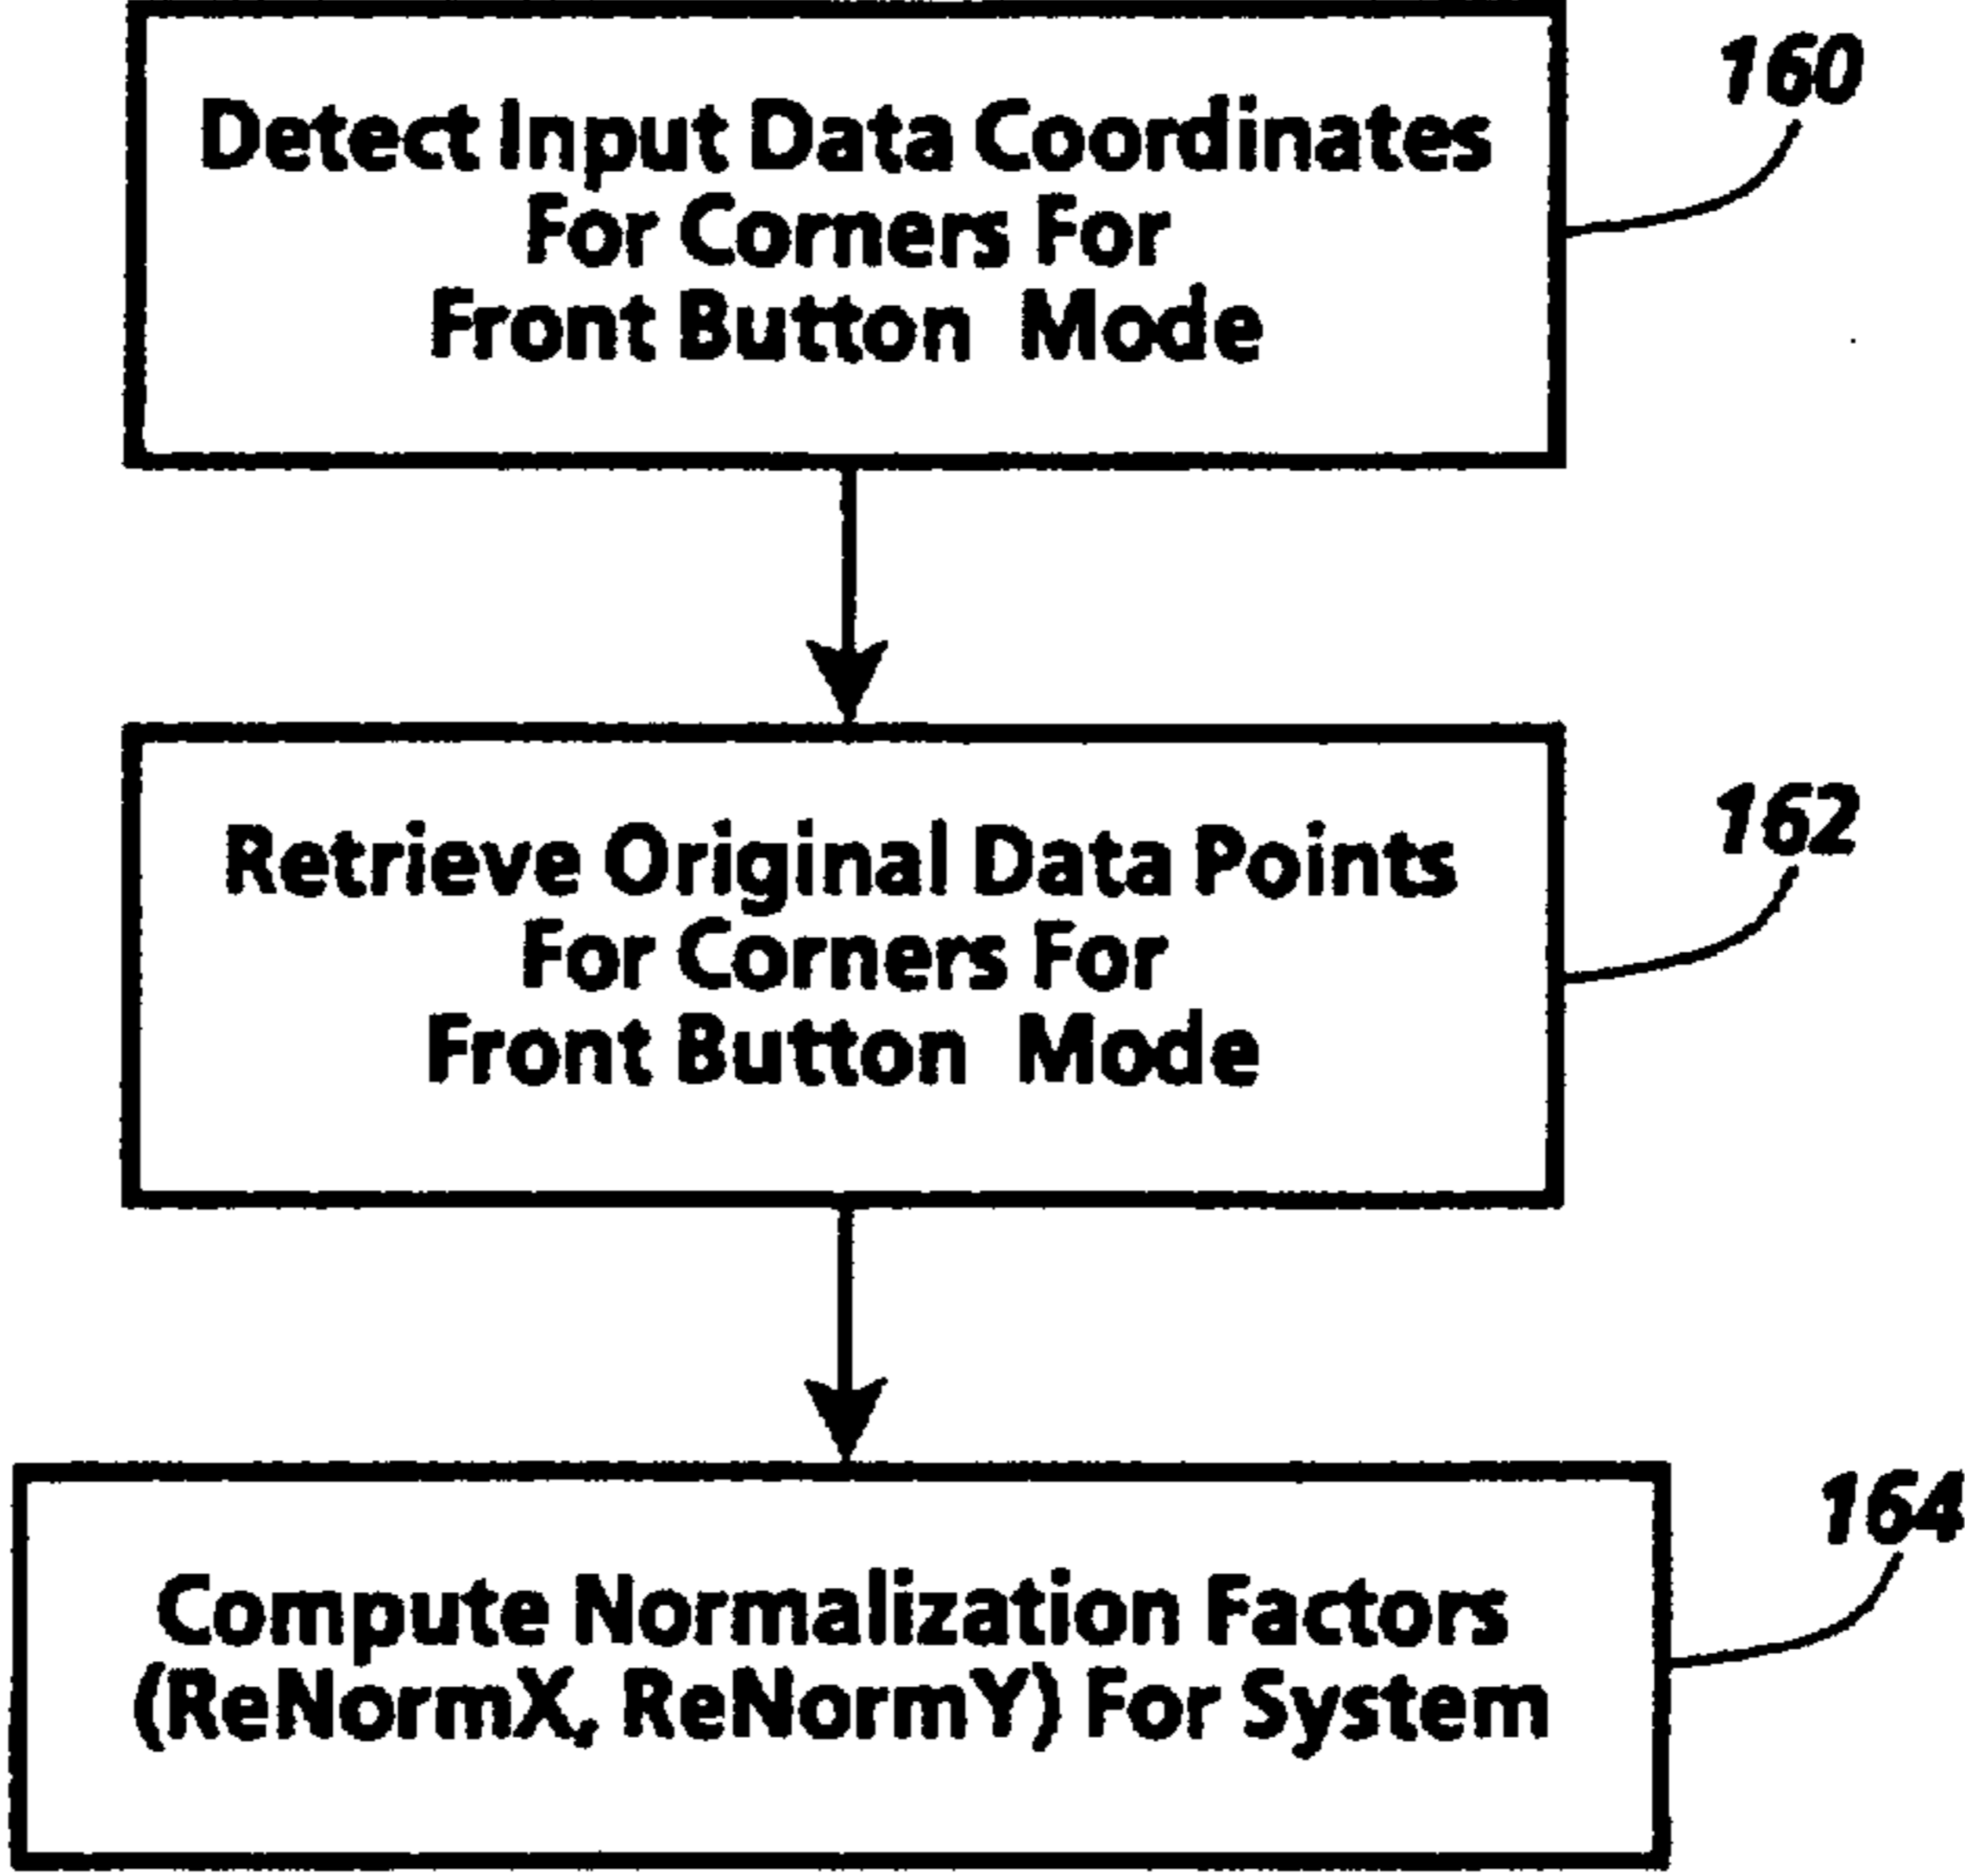 160
Detect Input Data Coordinates
For Corners For
Front Button Mode
162
Retrieve Original Data Points
For Corners For
Front Button Mode
164
Compute Normalization Factors
(ReNormX, ReNormY) For System